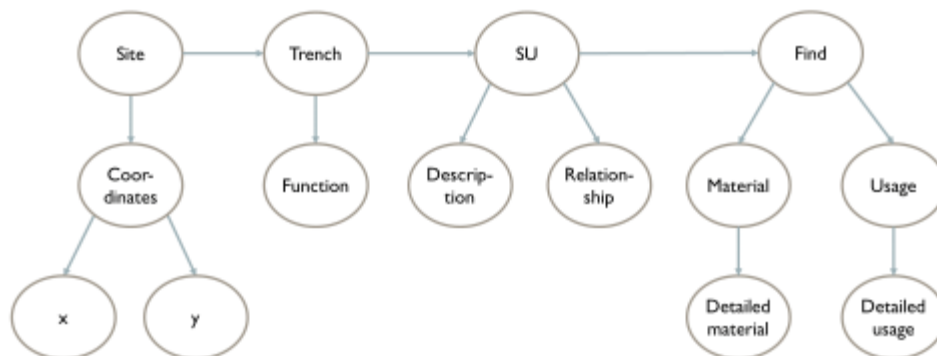 Site
Trench
SU
Find
Coor-
dinates
Function
Descrip-
tion
Relation-
ship
Material
Usage
x
y
Detailed
material
Detailed
usage